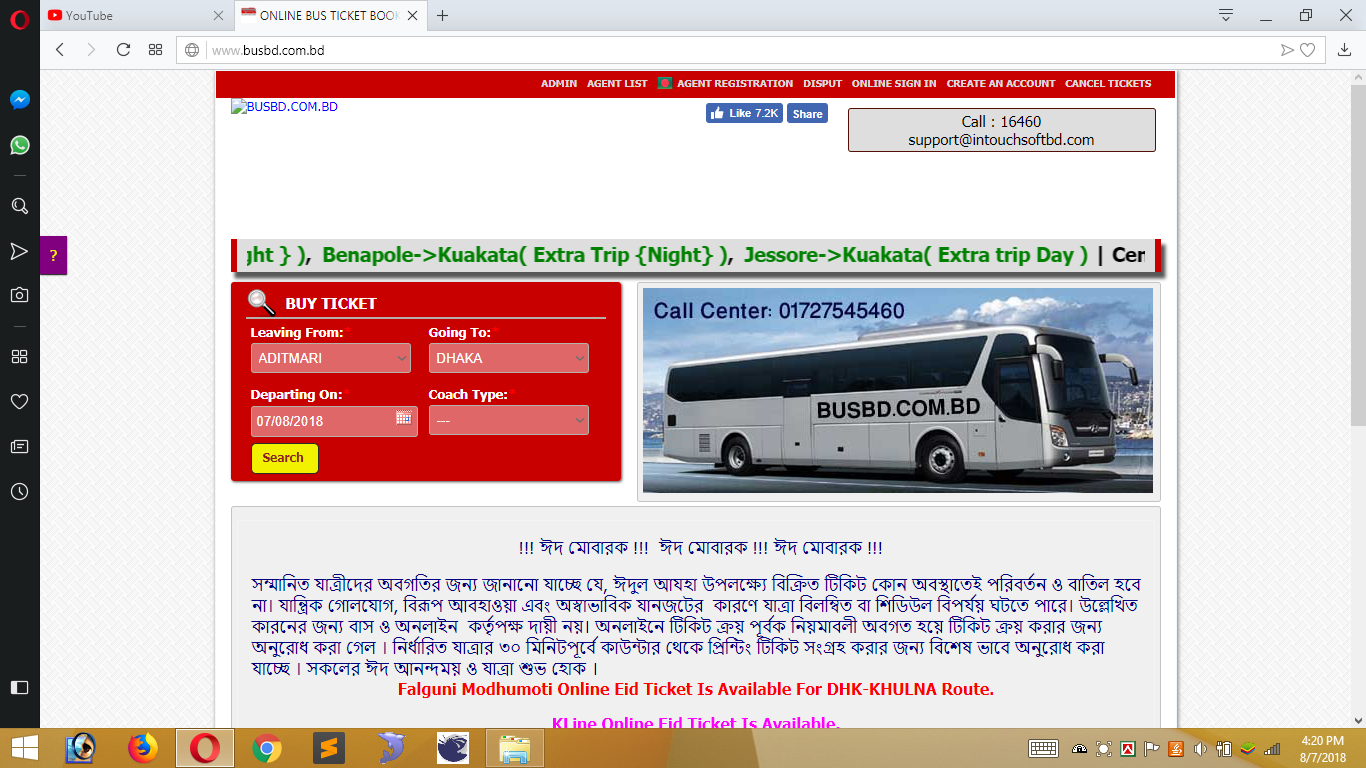 YouTube
ONLINE BUS TICKET BOOK
www.busbd.com.bd
ADMIN AGENT LIST AGENT REGISTRATION DISPUT ONLINE SIGN IN CREATE AN ACCOUNT CANCEL TICKETS
BUSBD.COM.BD
Like 7.2K Share
Call : 16460
support@intouchsoftbd.com
?
ght } ), Benapole->Kuakata( Extra Trip {Night} ), Jessore->Kuakata( Extra trip Day ) | Cen
BUY TICKET
Leaving From:* Going To:*
ADITMARI DHAKA
Departing On:* Coach Type:*
07/08/2018 ---
Search
Call Center: 01727545460
BUSBD.COM.BD
!!! ঈদ মোবারক !!! ঈদ মোবারক !!! ঈদ মোবারক !!!
সম্মানিত যাত্রীদের অবগতির জন্য জানানো যাচ্ছে যে, ঈদুল আযহা উপলক্ষ্যে বিক্রিত টিকিট কোন অবস্থাতেই পরিবর্তন ও বাতিল হবে
না। যান্ত্রিক গোলযোগ, বিরূপ আবহাওয়া এবং অস্বাভাবিক যানজটের কারণে যাত্রা বিলম্বিত বা শিডিউল বিপর্যয় ঘটতে পারে। উল্লেখিত
কারনের জন্য বাস ও অনলাইন কর্তৃপক্ষ দায়ী নয়। অনলাইনে টিকিট ক্রয় পূর্বক নিয়মাবলী অবগত হয়ে টিকিট ক্রয় করার জন্য
অনুরোধ করা গেল । নির্ধারিত যাত্রার ৩০ মিনিটপূর্বে কাউন্টার থেকে প্রিন্টিং টিকিট সংগ্রহ করার জন্য বিশেষ ভাবে অনুরোধ করা
যাচ্ছে । সকলের ঈদ আনন্দময় ও যাত্রা শুভ হোক ।
Falguni Modhumoti Online Eid Ticket Is Available For DHK-KHULNA Route.
KLine Online Eid Ticket Is Available.
4:20 PM
8/7/2018